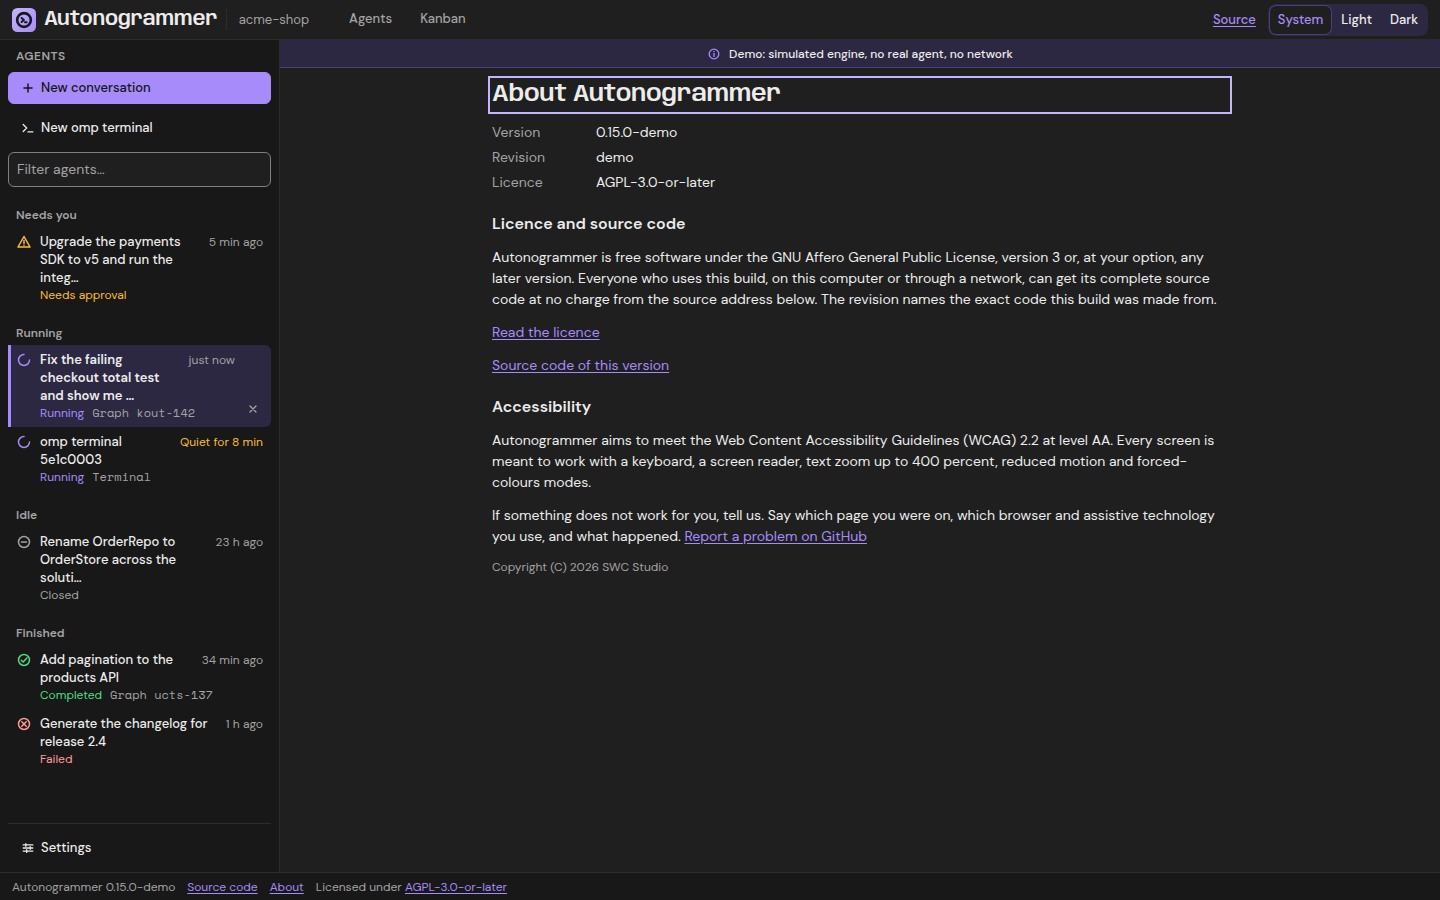 Autonogrammer
acme-shop
Agents
Kanban
Source
System
Light
Dark
AGENTS
New conversation
New omp terminal
Filter agents...
Needs you
Upgrade the payments
SDK to v5 and run the
integ...
5 min ago
Needs approval
Running
Fix the failing
checkout total test
and show me ...
just now
Running Graph kout-142
omp terminal
5e1c0003
Quiet for 8 min
Running Terminal
Idle
Rename OrderRepo to
OrderStore across the
soluti...
23 h ago
Closed
Finished
Add pagination to the
products API
34 min ago
Completed Graph ucts-137
Generate the changelog for
release 2.4
1 h ago
Failed
Settings
Demo: simulated engine, no real agent, no network
About Autonogrammer
Version 0.15.0-demo
Revision demo
Licence AGPL-3.0-or-later
Licence and source code
Autonogrammer is free software under the GNU Affero General Public License, version 3 or, at your option, any
later version. Everyone who uses this build, on this computer or through a network, can get its complete source
code at no charge from the source address below. The revision names the exact code this build was made from.
Read the licence
Source code of this version
Accessibility
Autonogrammer aims to meet the Web Content Accessibility Guidelines (WCAG) 2.2 at level AA. Every screen is
meant to work with a keyboard, a screen reader, text zoom up to 400 percent, reduced motion and forced-
colours modes.
If something does not work for you, tell us. Say which page you were on, which browser and assistive technology
you use, and what happened. Report a problem on GitHub
Copyright (C) 2026 SWC Studio
Autonogrammer 0.15.0-demo Source code About Licensed under AGPL-3.0-or-later